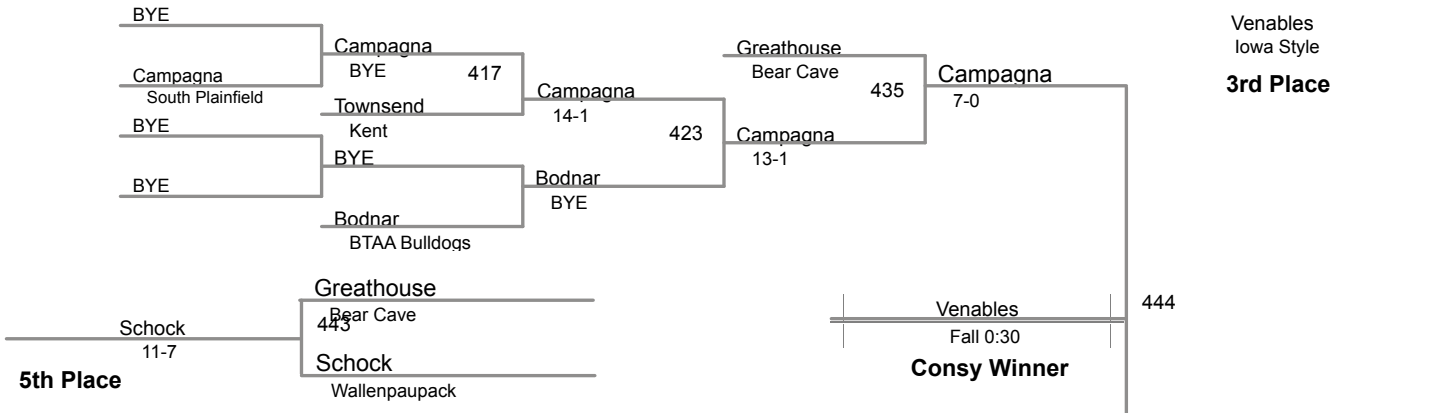 BYE
Campagna
South Plainfield
BYE
BYE
Campagna
BYE
417
Townsend
Kent
BYE
Bodnar
BTAA Bulldogs
Campagna
14-1
423
Bodnar
BYE
Greathouse
Bear Cave
435
Campagna
13-1
Campagna
7-0
Venables
Iowa Style
3rd Place
Greathouse
Bear Cave
443
Schock
11-7
Schock
Wallenpaupack
5th Place
Venables
Fall 0:30
Consy Winner
444